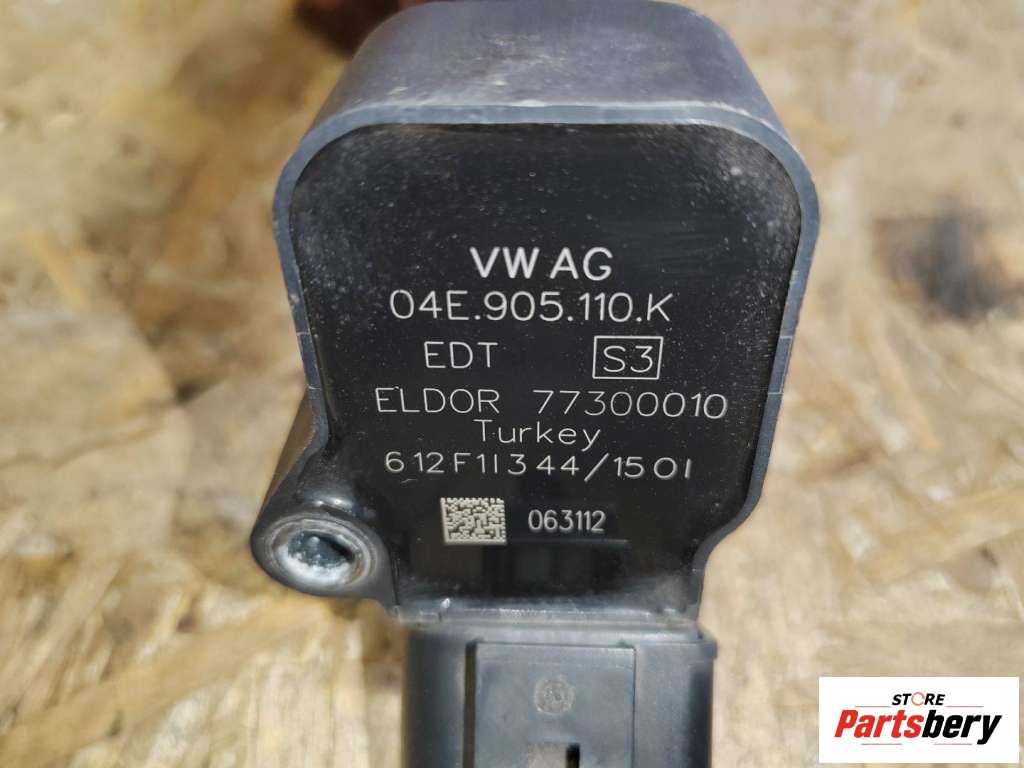 VW AG
04E.905.110.K
EDT S3
ELDOR 77300010
Turkey
612F11344/1501
063112
STORE
Partsbery